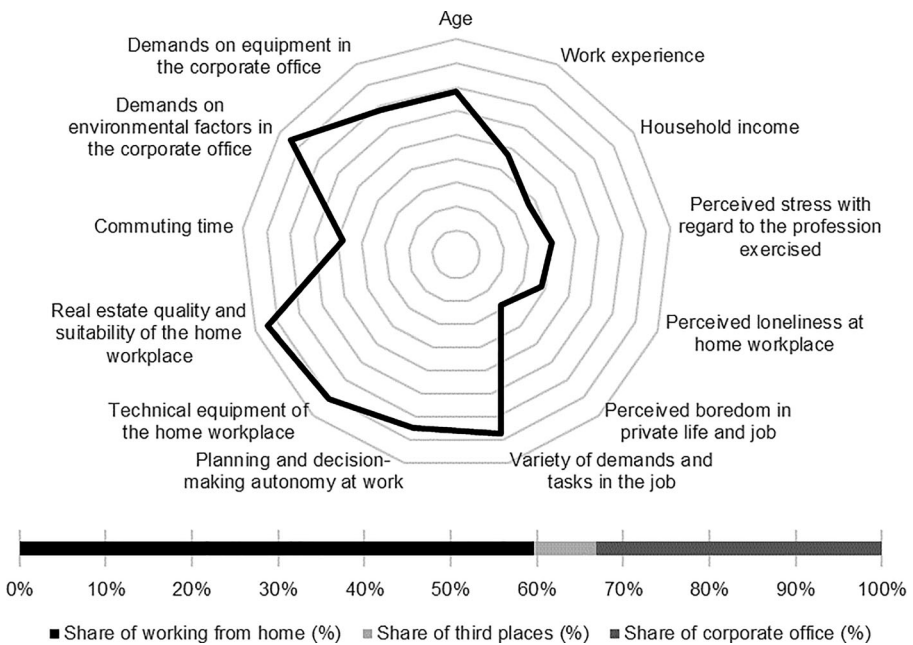 Age
Work experience
Household income
Perceived stress with
regard to the profession
exercised
Perceived loneliness at
home workplace
Perceived boredom in
private life and job
Variety of demands and
tasks in the job
Planning and decision-
making autonomy at work
Technical equipment of
the home workplace
Real estate quality and
suitability of the home
workplace
Commuting time
Demands on
environmental factors in
the corporate office
Demands on equipment in
the corporate office
0% 10% 20% 30% 40% 50% 60% 70% 80% 90% 100%
Share of working from home (%) Share of third places (%) Share of corporate office (%)